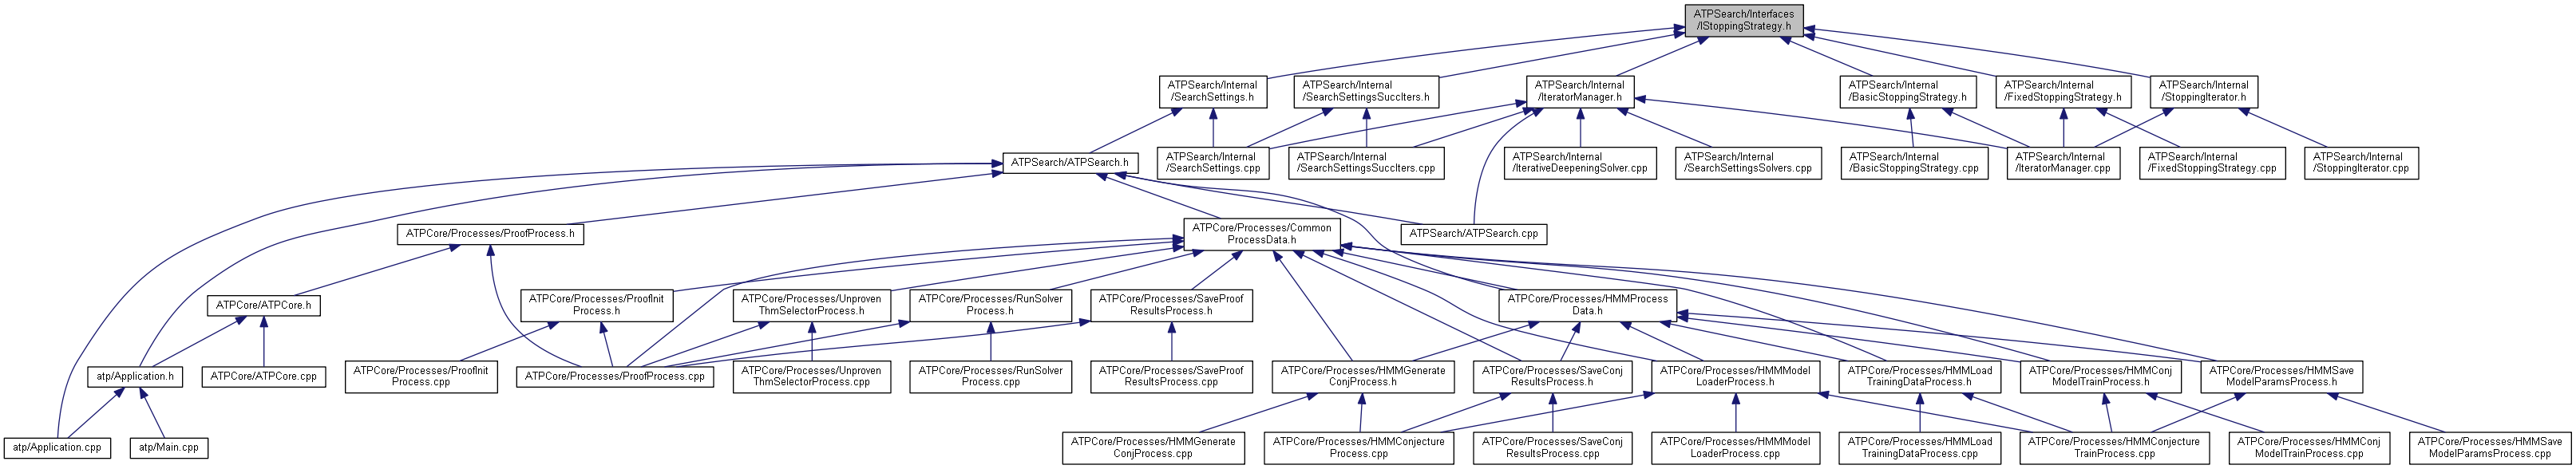 ATPSearch/Interfaces
/IStoppingStrategy.h
ATPSearch/Internal
/SearchSettings.h
ATPSearch/Internal
/SearchSettingsSuccIters.h
ATPSearch/Internal
/IteratorManager.h
ATPSearch/Internal
/BasicStoppingStrategy.h
ATPSearch/Internal
/FixedStoppingStrategy.h
ATPSearch/Internal
/StoppingIterator.h
ATPSearch/ATPSearch.h
ATPSearch/Internal
/SearchSettings.cpp
ATPSearch/Internal
/SearchSettingsSuccIters.cpp
ATPSearch/Internal
/IterativeDeepeningSolver.cpp
ATPSearch/Internal
/SearchSettingsSolvers.cpp
ATPSearch/Internal
/BasicStoppingStrategy.cpp
ATPSearch/Internal
/IteratorManager.cpp
ATPSearch/Internal
/FixedStoppingStrategy.cpp
ATPSearch/Internal
/StoppingIterator.cpp
ATPCore/Processes/ProofProcess.h
ATPCore/Processes/Common
ProcessData.h
ATPSearch/ATPSearch.cpp
ATPCore/ATPCore.h
ATPCore/Processes/ProofInit
Process.h
ATPCore/Processes/Unproven
ThmSelectorProcess.h
ATPCore/Processes/RunSolver
Process.h
ATPCore/Processes/SaveProof
ResultsProcess.h
ATPCore/Processes/HMMProcess
Data.h
atp/Application.h
ATPCore/ATPCore.cpp
ATPCore/Processes/ProofInit
Process.cpp
ATPCore/Processes/ProofProcess.cpp
ATPCore/Processes/Unproven
ThmSelectorProcess.cpp
ATPCore/Processes/RunSolver
Process.cpp
ATPCore/Processes/SaveProof
ResultsProcess.cpp
ATPCore/Processes/HMMGenerate
ConjProcess.h
ATPCore/Processes/SaveConj
ResultsProcess.h
ATPCore/Processes/HMMModel
LoaderProcess.h
ATPCore/Processes/HMMLoad
TrainingDataProcess.h
ATPCore/Processes/HMMConj
ModelTrainProcess.h
ATPCore/Processes/HMMSave
ModelParamsProcess.h
atp/Application.cpp
atp/Main.cpp
ATPCore/Processes/HMMGenerate
ConjProcess.cpp
ATPCore/Processes/HMMConjecture
Process.cpp
ATPCore/Processes/SaveConj
ResultsProcess.cpp
ATPCore/Processes/HMMModel
LoaderProcess.cpp
ATPCore/Processes/HMMLoad
TrainingDataProcess.cpp
ATPCore/Processes/HMMConjecture
TrainProcess.cpp
ATPCore/Processes/HMMConj
ModelTrainProcess.cpp
ATPCore/Processes/HMMSave
ModelParamsProcess.cpp